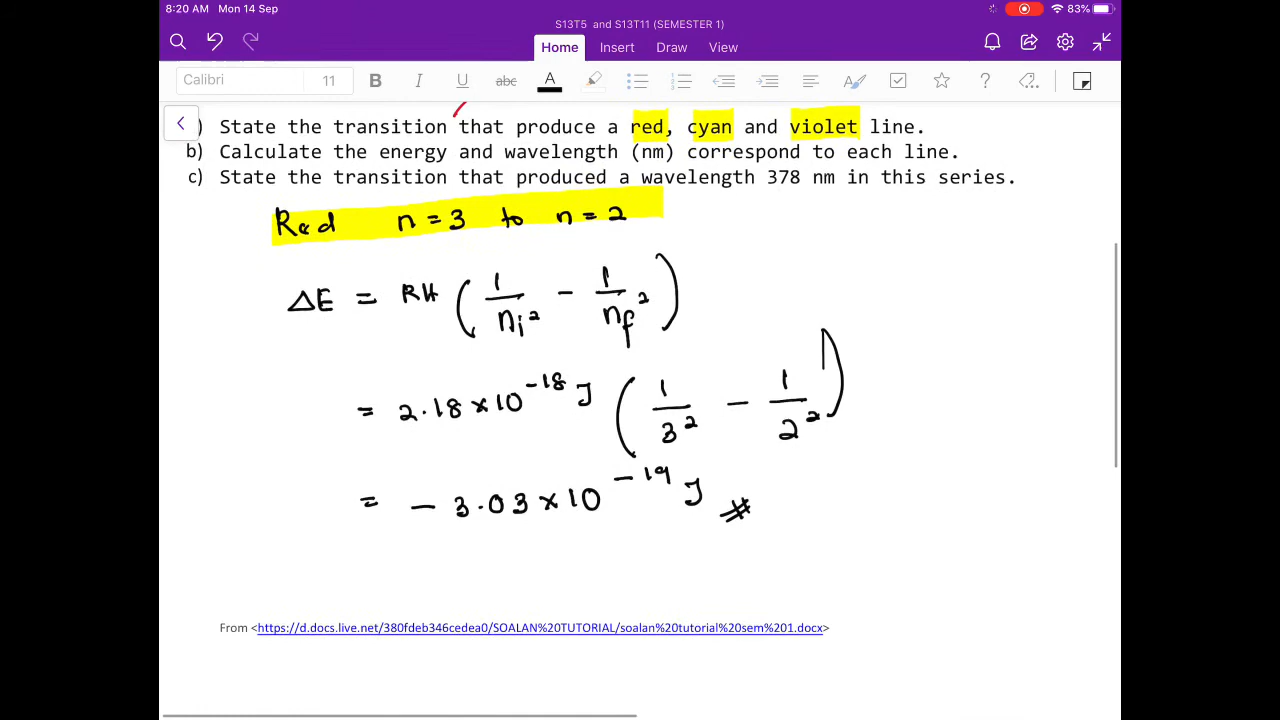 8:20 AM Mon 14 Sep
83%
S13T5 and S13T11 (SEMESTER 1)
Home Insert Draw View
Calibri 11 B I U abc A
) State the transition that produce a red, cyan and violet line.
b) Calculate the energy and wavelength (nm) correspond to each line.
c) State the transition that produced a wavelength 378 nm in this series.
Red n = 3 to n = 2
ΔE = RH ( 1/ni² - 1/nf² )
= 2.18 × 10⁻¹⁸ J ( 1/3² - 1/2² )
= - 3.03 × 10⁻¹⁹ J #
From <https://d.docs.live.net/380fdeb346cedea0/SOALAN%20TUTORIAL/soalan%20tutorial%20sem%201.docx>